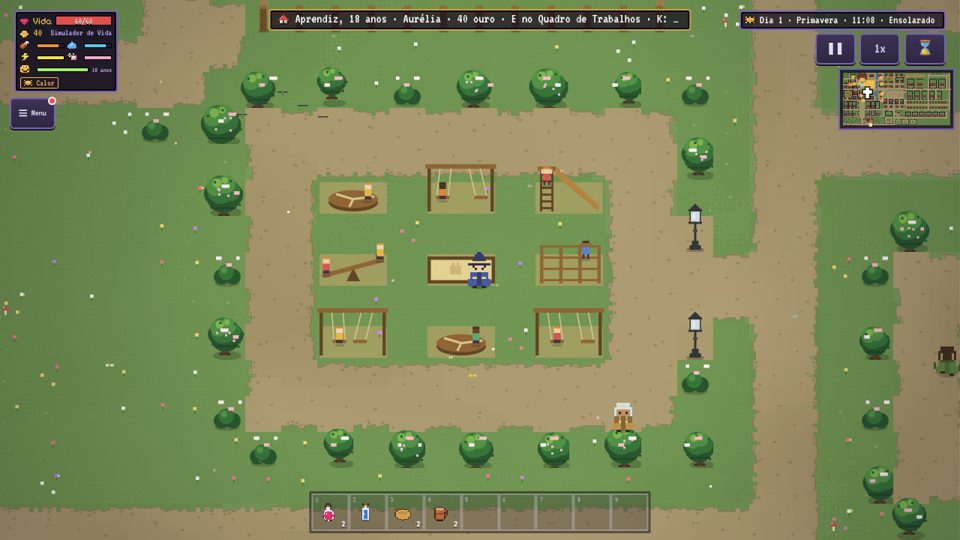 Vida 60/60
40 Simulador de Vida
18 anos
Calor
Menu
Aprendiz, 18 anos · Aurélia · 40 ouro · E no Quadro de Trabalhos · K: …
Dia 1 · Primavera · 11:08 · Ensolarado
1x
1 2 3 4 5 6 7 8 9
2 2 2